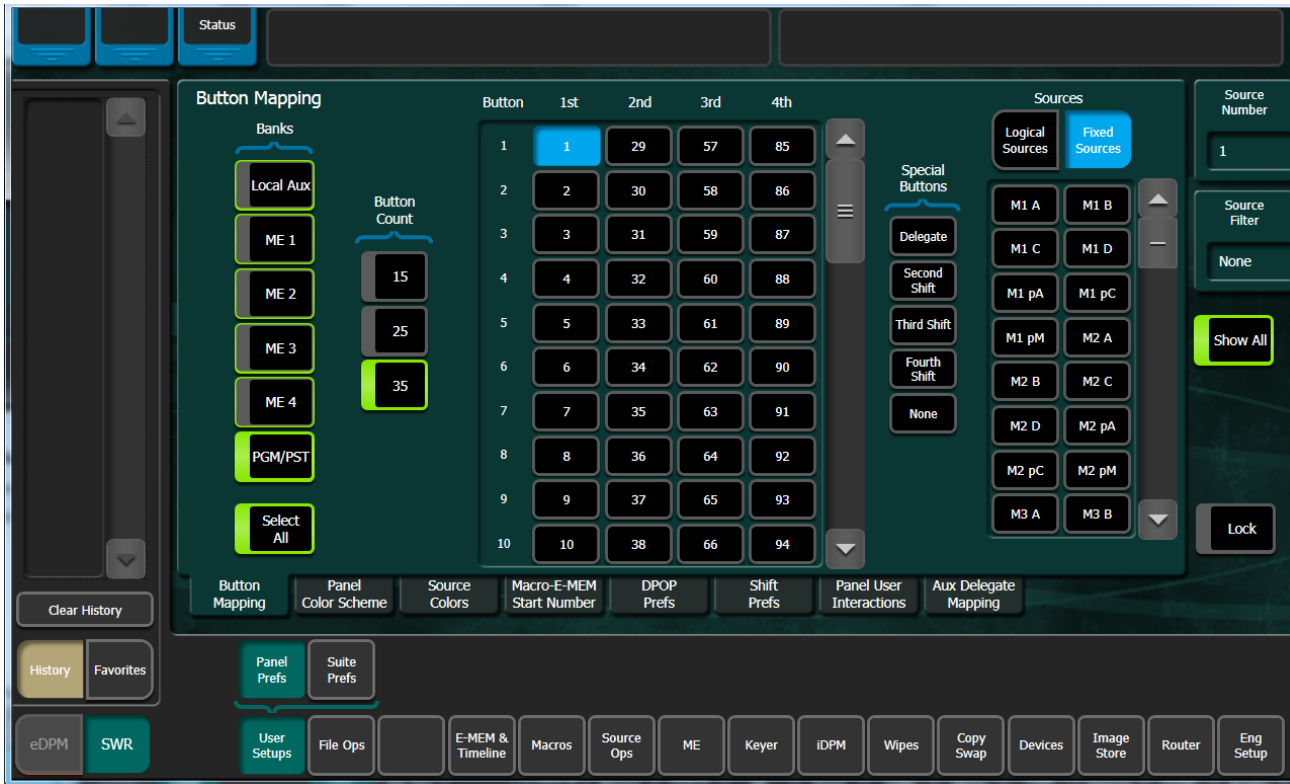 Status
Button Mapping
Banks
Local Aux
ME 1
ME 2
ME 3
ME 4
PGM/PST
Select
All
Button
Count
15
25
35
Button 1st 2nd 3rd 4th
1 1 29 57 85
2 2 30 58 86
3 3 31 59 87
4 4 32 60 88
5 5 33 61 89
6 6 34 62 90
7 7 35 63 91
8 8 36 64 92
9 9 37 65 93
10 10 38 66 94
Special
Buttons
Delegate
Second
Shift
Third Shift
Fourth
Shift
None
Sources
Logical
Sources
Fixed
Sources
M1 A M1 B
M1 C M1 D
M1 pA M1 pC
M1 pM M2 A
M2 B M2 C
M2 D M2 pA
M2 pC M2 pM
M3 A M3 B
Source
Number
1
Source
Filter
None
Show All
Lock
Button
Mapping
Panel
Color Scheme
Source
Colors
Macro-E-MEM
Start Number
DPOP
Prefs
Shift
Prefs
Panel User
Interactions
Aux Delegate
Mapping
Clear History
History
Favorites
Panel
Prefs
Suite
Prefs
eDPM
SWR
User
Setups
File Ops
E-MEM &
Timeline
Macros
Source
Ops
ME
Keyer
iDPM
Wipes
Copy
Swap
Devices
Image
Store
Router
Eng
Setup